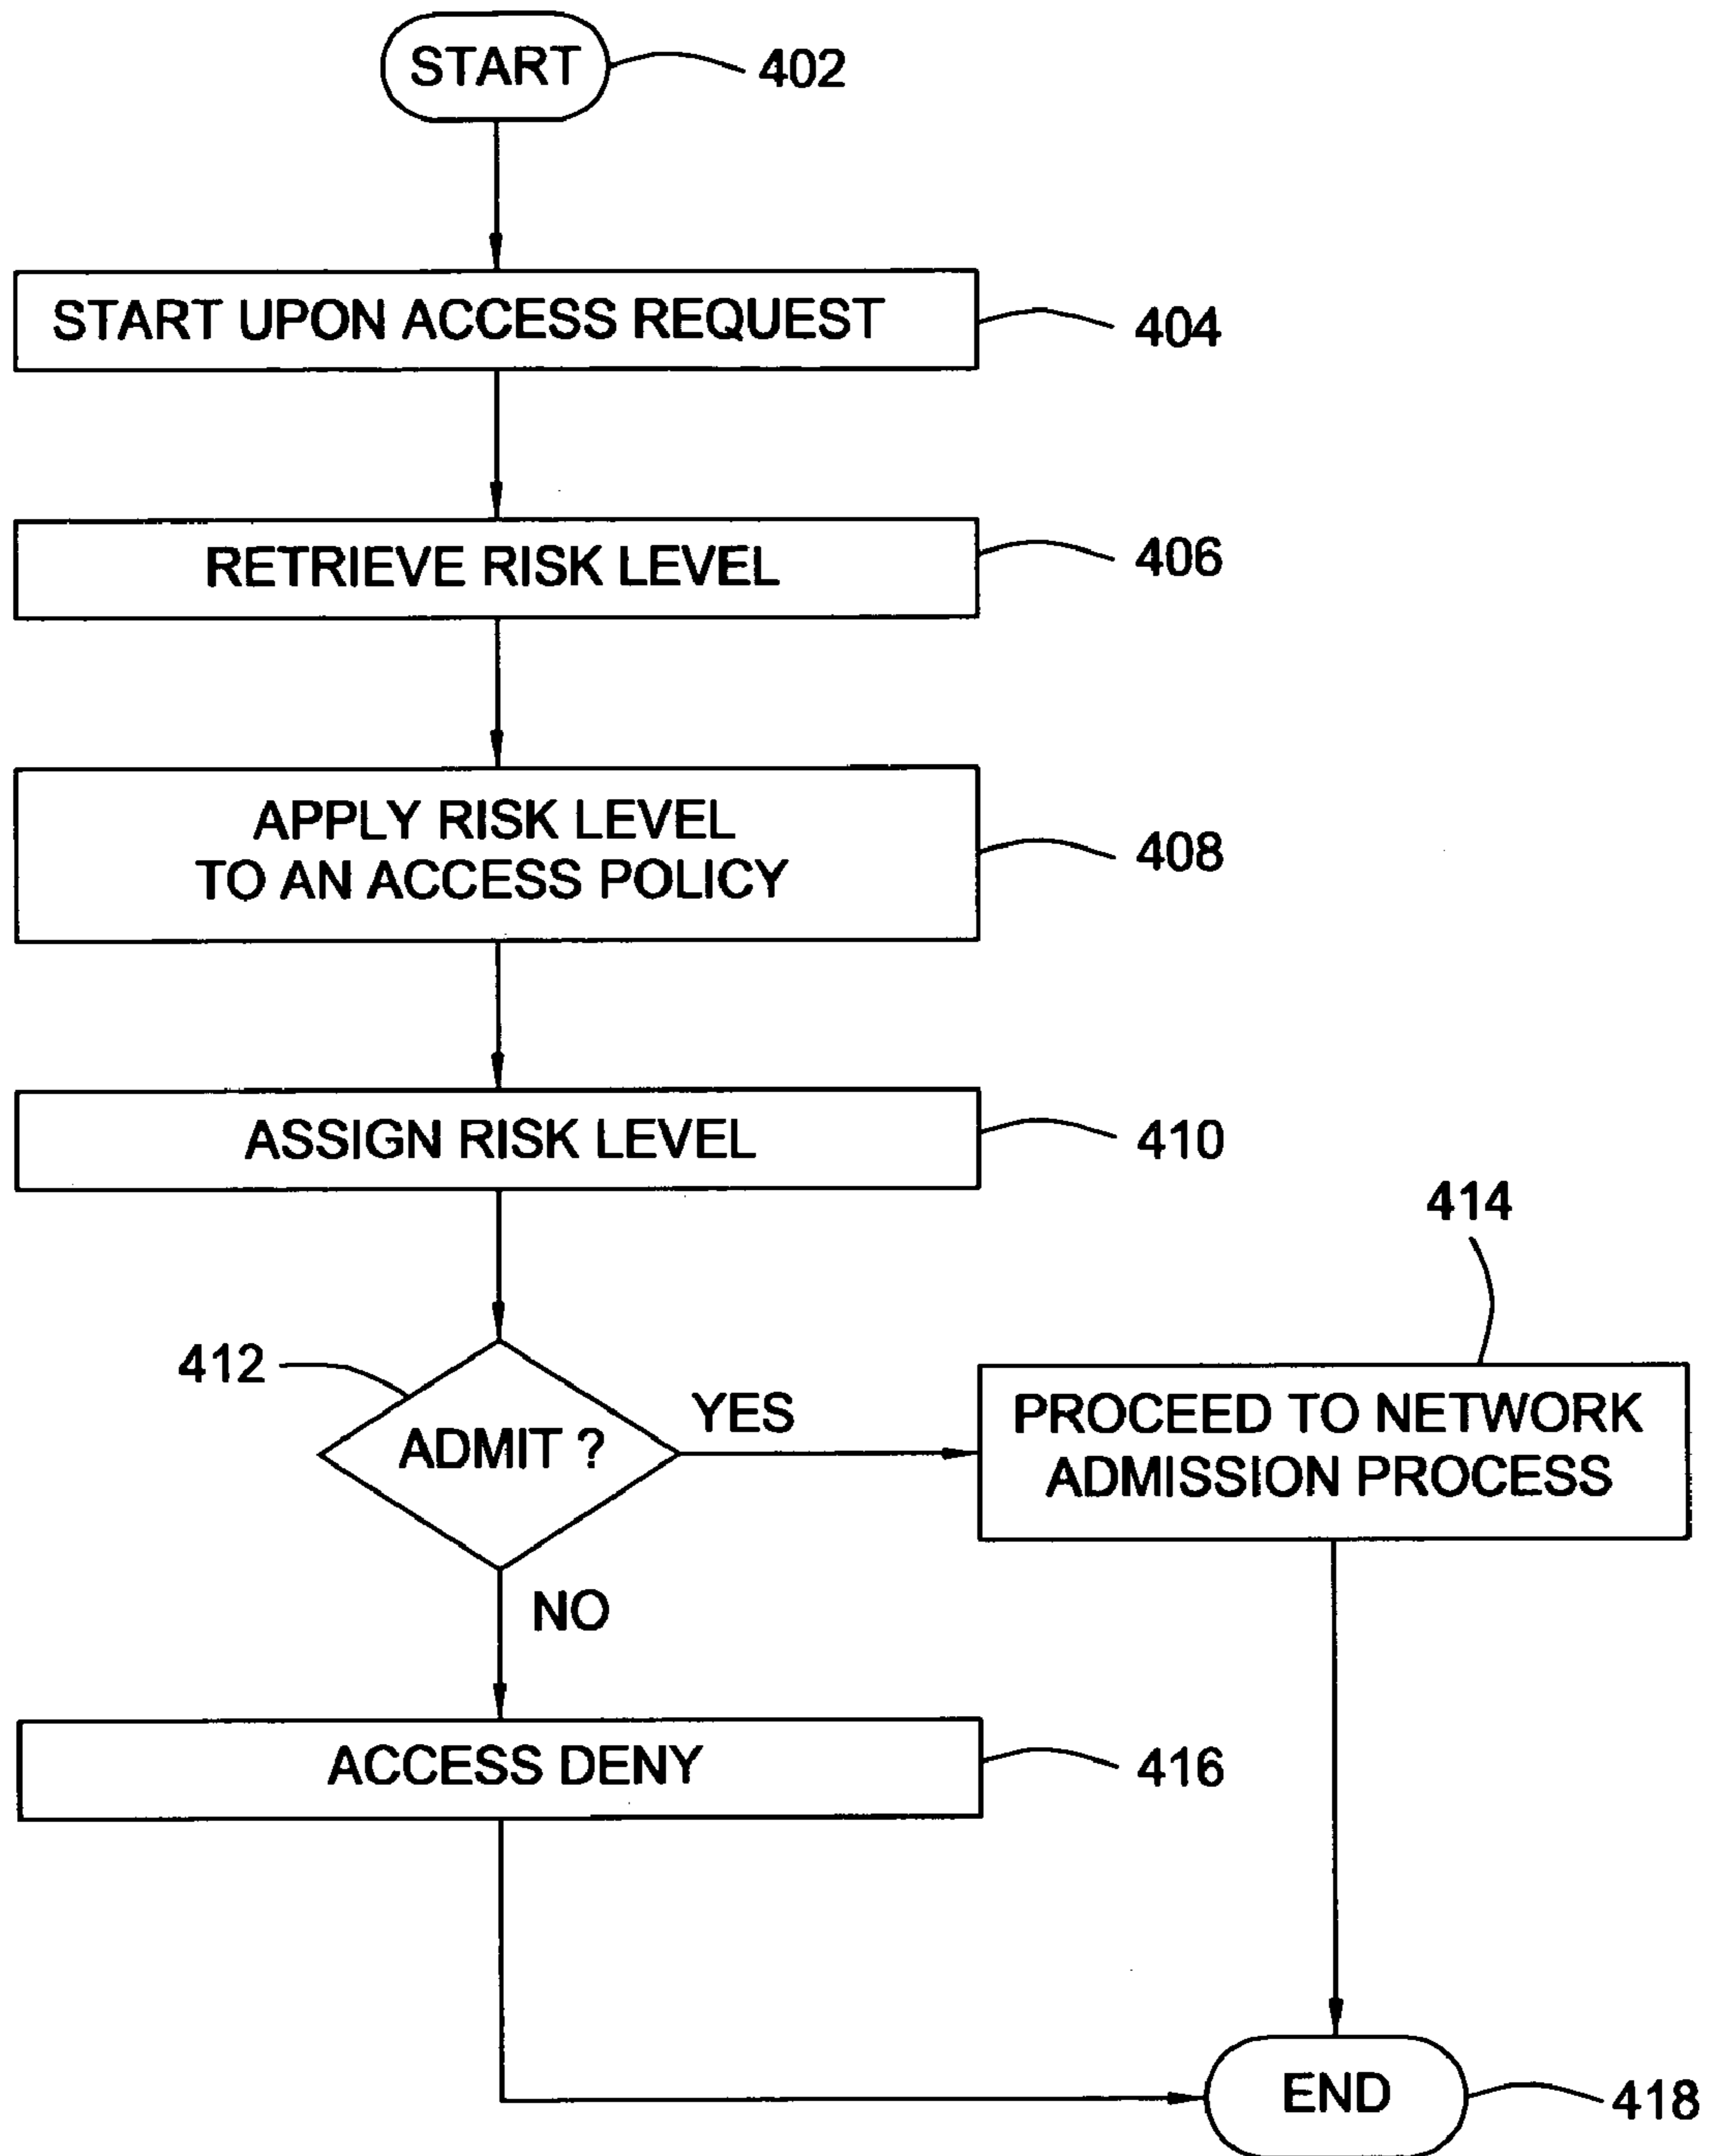 START
402
START UPON ACCESS REQUEST
404
RETRIEVE RISK LEVEL
406
APPLY RISK LEVEL
TO AN ACCESS POLICY
408
ASSIGN RISK LEVEL
410
412
ADMIT ?
YES
414
PROCEED TO NETWORK
ADMISSION PROCESS
NO
ACCESS DENY
416
END
418